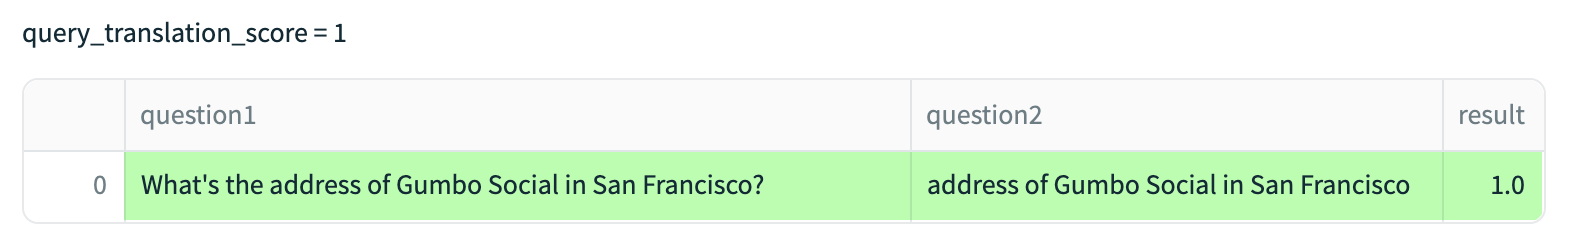 query_translation_score = 1
question1 question2 result
0 What's the address of Gumbo Social in San Francisco? address of Gumbo Social in San Francisco 1.0